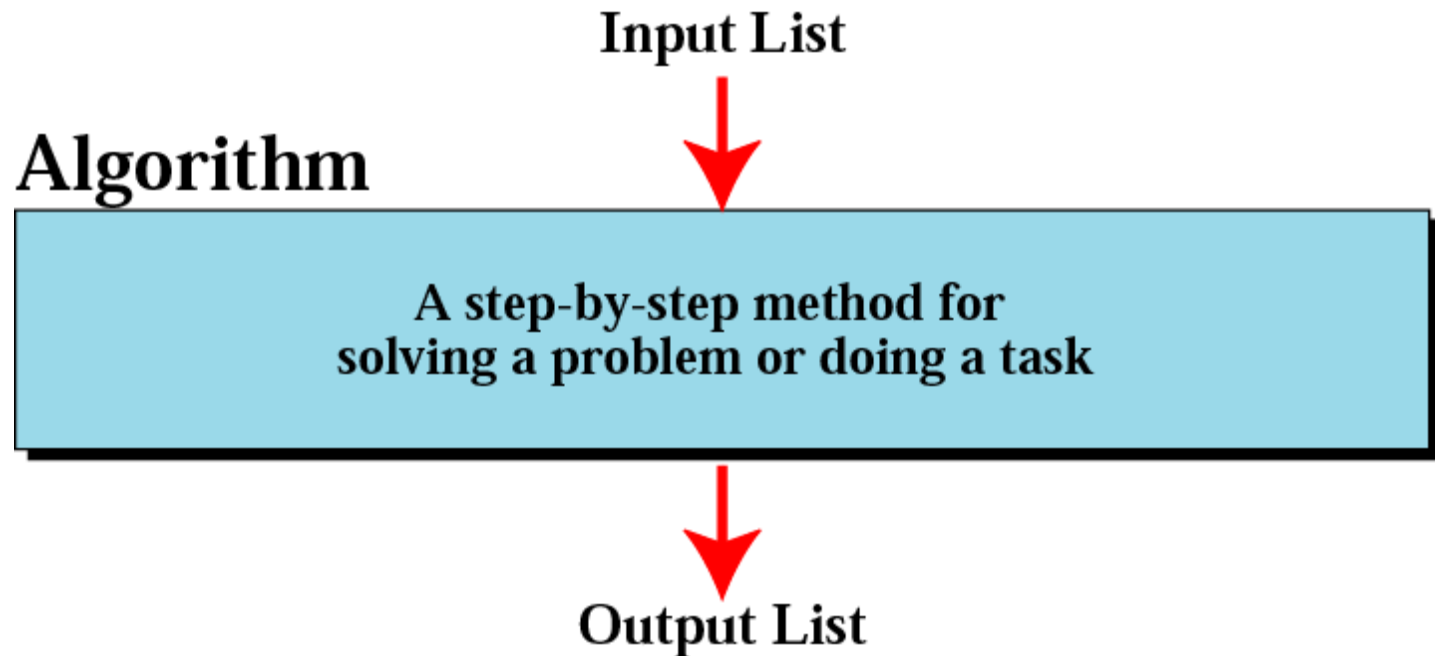 Input List
Algorithm
A step-by-step method for
solving a problem or doing a task
Output List